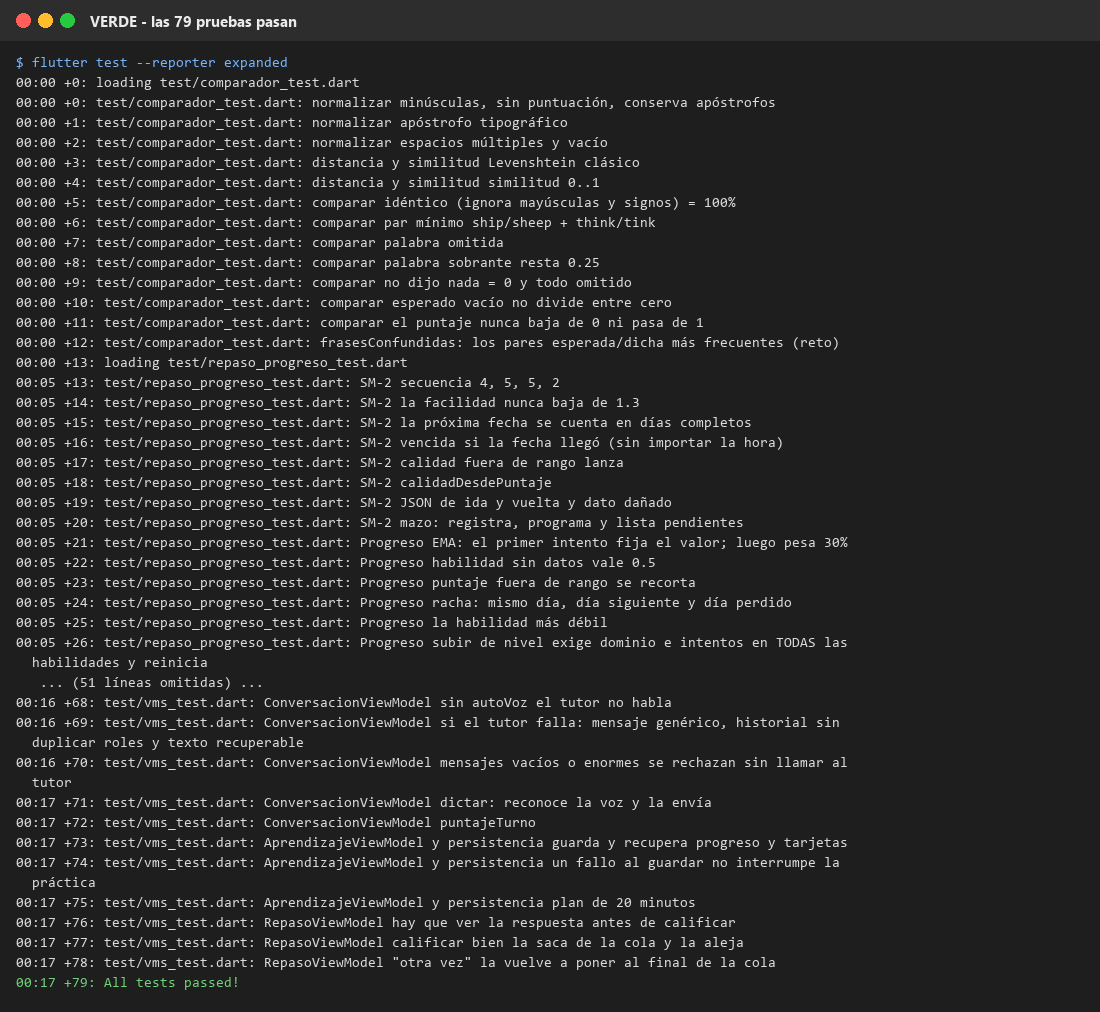 VERDE - las 79 pruebas pasan
$ flutter test --reporter expanded
00:00 +0: loading test/comparador_test.dart
00:00 +0: test/comparador_test.dart: normalizar minúsculas, sin puntuación, conserva apóstrofos
00:00 +1: test/comparador_test.dart: normalizar apóstrofo tipográfico
00:00 +2: test/comparador_test.dart: normalizar espacios múltiples y vacío
00:00 +3: test/comparador_test.dart: distancia y similitud Levenshtein clásico
00:00 +4: test/comparador_test.dart: distancia y similitud similitud 0..1
00:00 +5: test/comparador_test.dart: comparar idéntico (ignora mayúsculas y signos) = 100%
00:00 +6: test/comparador_test.dart: comparar par mínimo ship/sheep + think/tink
00:00 +7: test/comparador_test.dart: comparar palabra omitida
00:00 +8: test/comparador_test.dart: comparar palabra sobrante resta 0.25
00:00 +9: test/comparador_test.dart: comparar no dijo nada = 0 y todo omitido
00:00 +10: test/comparador_test.dart: comparar esperado vacío no divide entre cero
00:00 +11: test/comparador_test.dart: comparar el puntaje nunca baja de 0 ni pasa de 1
00:00 +12: test/comparador_test.dart: frasesConfundidas: los pares esperada/dicha más frecuentes (reto)
00:00 +13: loading test/repaso_progreso_test.dart
00:05 +13: test/repaso_progreso_test.dart: SM-2 secuencia 4, 5, 5, 2
00:05 +14: test/repaso_progreso_test.dart: SM-2 la facilidad nunca baja de 1.3
00:05 +15: test/repaso_progreso_test.dart: SM-2 la próxima fecha se cuenta en días completos
00:05 +16: test/repaso_progreso_test.dart: SM-2 vencida si la fecha llegó (sin importar la hora)
00:05 +17: test/repaso_progreso_test.dart: SM-2 calidad fuera de rango lanza
00:05 +18: test/repaso_progreso_test.dart: SM-2 calidadDesdePuntaje
00:05 +19: test/repaso_progreso_test.dart: SM-2 JSON de ida y vuelta y dato dañado
00:05 +20: test/repaso_progreso_test.dart: SM-2 mazo: registra, programa y lista pendientes
00:05 +21: test/repaso_progreso_test.dart: Progreso EMA: el primer intento fija el valor; luego pesa 30%
00:05 +22: test/repaso_progreso_test.dart: Progreso habilidad sin datos vale 0.5
00:05 +23: test/repaso_progreso_test.dart: Progreso puntaje fuera de rango se recorta
00:05 +24: test/repaso_progreso_test.dart: Progreso racha: mismo día, día siguiente y día perdido
00:05 +25: test/repaso_progreso_test.dart: Progreso la habilidad más débil
00:05 +26: test/repaso_progreso_test.dart: Progreso subir de nivel exige dominio e intentos en TODAS las
habilidades y reinicia
... (51 líneas omitidas) ...
00:16 +68: test/vms_test.dart: ConversacionViewModel sin autoVoz el tutor no habla
00:16 +69: test/vms_test.dart: ConversacionViewModel si el tutor falla: mensaje genérico, historial sin
duplicar roles y texto recuperable
00:16 +70: test/vms_test.dart: ConversacionViewModel mensajes vacíos o enormes se rechazan sin llamar al
tutor
00:17 +71: test/vms_test.dart: ConversacionViewModel dictar: reconoce la voz y la envía
00:17 +72: test/vms_test.dart: ConversacionViewModel puntajeTurno
00:17 +73: test/vms_test.dart: AprendizajeViewModel y persistencia guarda y recupera progreso y tarjetas
00:17 +74: test/vms_test.dart: AprendizajeViewModel y persistencia un fallo al guardar no interrumpe la
práctica
00:17 +75: test/vms_test.dart: AprendizajeViewModel y persistencia plan de 20 minutos
00:17 +76: test/vms_test.dart: RepasoViewModel hay que ver la respuesta antes de calificar
00:17 +77: test/vms_test.dart: RepasoViewModel calificar bien la saca de la cola y la aleja
00:17 +78: test/vms_test.dart: RepasoViewModel "otra vez" la vuelve a poner al final de la cola
00:17 +79: All tests passed!